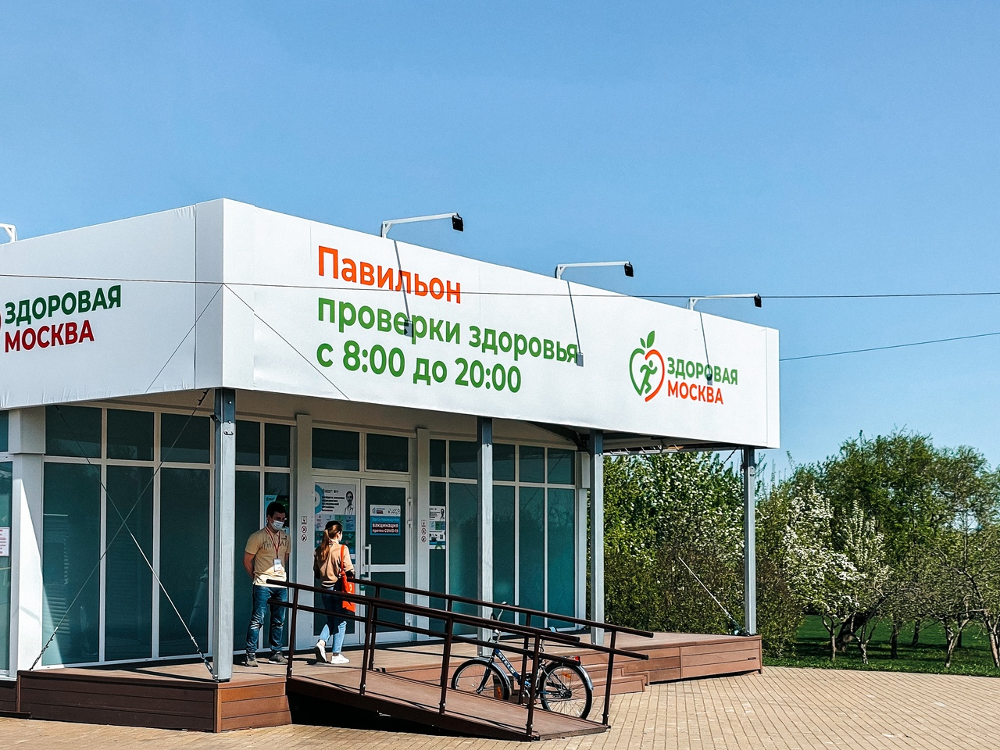 ЗДОРОВАЯ
МОСКВА
Павильон
проверки здоровья
с 8:00 до 20:00
ЗДОРОВАЯ
МОСКВА
вакцинация
против COVID-19